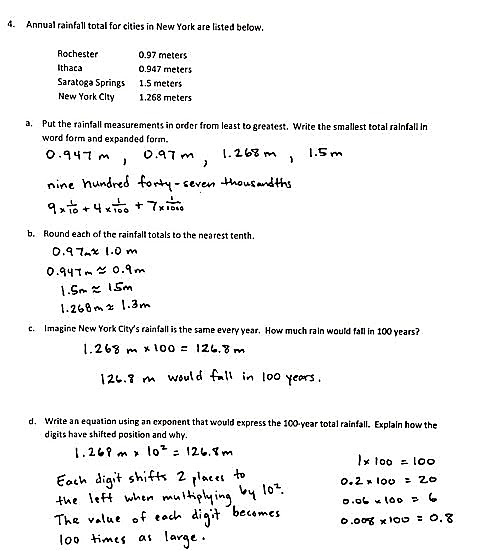 4. Annual rainfall total for cities in New York are listed below.
Rochester 0.97 meters
Ithaca 0.947 meters
Saratoga Springs 1.5 meters
New York City 1.268 meters
a. Put the rainfall measurements in order from least to greatest. Write the smallest total rainfall in
word form and expanded form.
0.947 m , 0.97 m , 1.268 m , 1.5 m
nine hundred forty-seven thousandths
9 × 1/10 + 4 × 1/100 + 7 × 1/1000
b. Round each of the rainfall totals to the nearest tenth.
0.97m ≈ 1.0 m
0.947m ≈ 0.9m
1.5m ≈ 1.5m
1.268m ≈ 1.3m
c. Imagine New York City's rainfall is the same every year. How much rain would fall in 100 years?
1.268 m × 100 = 126.8 m
126.8 m would fall in 100 years.
d. Write an equation using an exponent that would express the 100-year total rainfall. Explain how the
digits have shifted position and why.
1.268 m × 10² = 126.8m
Each digit shifts 2 places to
the left when multiplying by 10².
The value of each digit becomes
100 times as large.
1 × 100 = 100
0.2 × 100 = 20
0.06 × 100 = 6
0.008 × 100 = 0.8